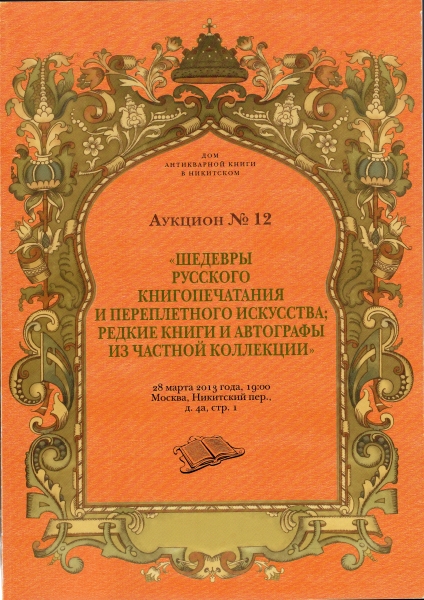 ДОМ
АНТИКВАРНОЙ КНИГИ
В НИКИТСКОМ
Аукцион № 12
«ШЕДЕВРЫ
РУССКОГО
КНИГОПЕЧАТАНИЯ
И ПЕРЕПЛЕТНОГО ИСКУССТВА;
РЕДКИЕ КНИГИ И АВТОГРАФЫ
ИЗ ЧАСТНОЙ КОЛЛЕКЦИИ»
28 марта 2013 года, 19:00
Москва, Никитский пер.,
д. 4а, стр. 1